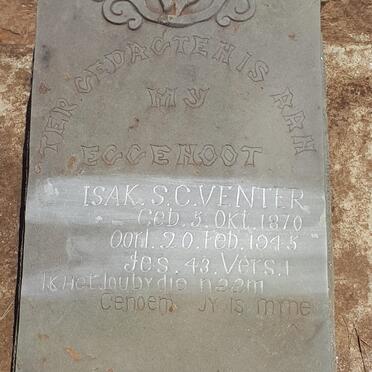 TER GEDAGTENIS AAN
MY
EGGENOOT
ISAK. S.C. VENTER
Geb. 5. Okt. 1870
Oorl. 20. Feb. 1945
Jes. 43. Vers. 1
Ik Het Jou by die naam
Genoem JY is myne